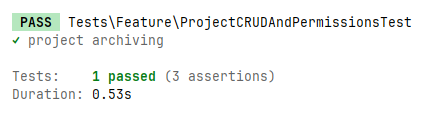 PASS Tests\Feature\ProjectCRUDAndPermissionsTest
✓ project archiving
Tests: 1 passed (3 assertions)
Duration: 0.53s